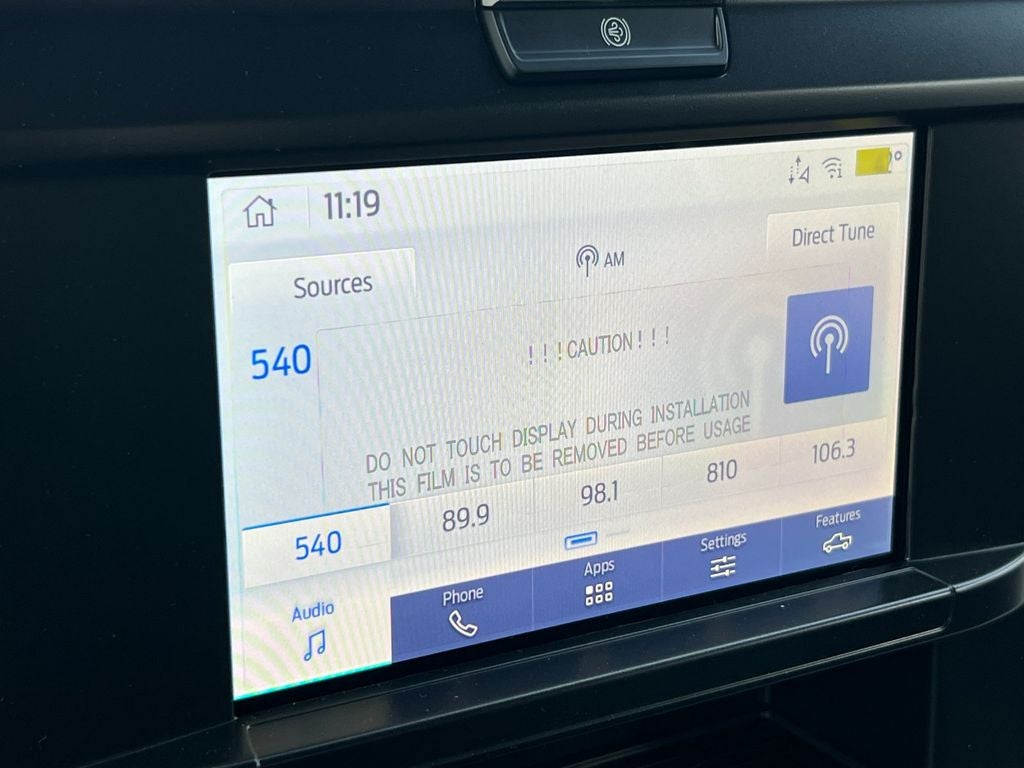 11:19
°
Sources
AM
Direct Tune
540
! ! ! CAUTION ! ! !
DO NOT TOUCH DISPLAY DURING INSTALLATION
THIS FILM IS TO BE REMOVED BEFORE USAGE
540
89.9
98.1
810
106.3
Audio
Phone
Apps
Settings
Features